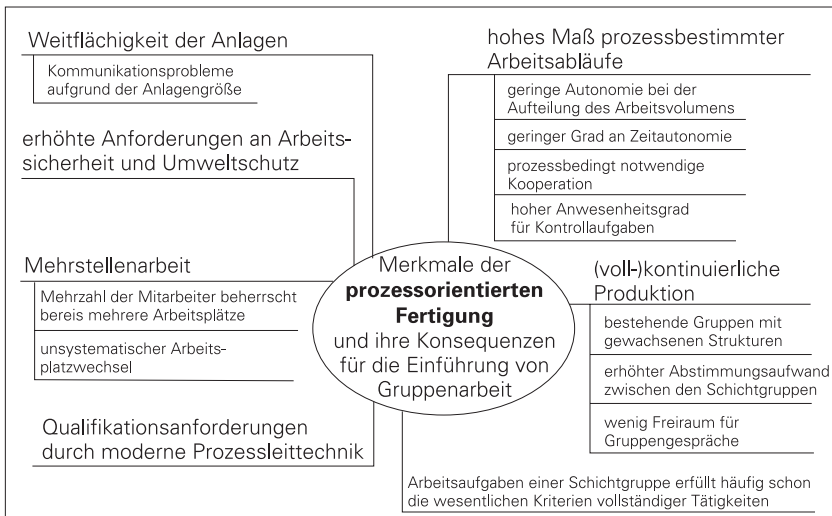 Weitflächigkeit der Anlagen
Kommunikationsprobleme
aufgrund der Anlagengröße
erhöhte Anforderungen an Arbeits-
sicherheit und Umweltschutz
Mehrstellenarbeit
Mehrzahl der Mitarbeiter beherrscht
bereis mehrere Arbeitsplätze
unsystematischer Arbeits-
platzwechsel
Qualifikationsanforderungen
durch moderne Prozessleittechnik
Merkmale der
prozessorientierten
Fertigung
und ihre Konsequenzen
für die Einführung von
Gruppenarbeit
hohes Maß prozessbestimmter
Arbeitsabläufe
geringe Autonomie bei der
Aufteilung des Arbeitsvolumens
geringer Grad an Zeitautonomie
prozessbedingt notwendige
Kooperation
hoher Anwesenheitsgrad
für Kontrollaufgaben
(voll-)kontinuierliche
Produktion
bestehende Gruppen mit
gewachsenen Strukturen
erhöhter Abstimmungsaufwand
zwischen den Schichtgruppen
wenig Freiraum für
Gruppengespräche
Arbeitsaufgaben einer Schichtgruppe erfüllt häufig schon
die wesentlichen Kriterien vollständiger Tätigkeiten